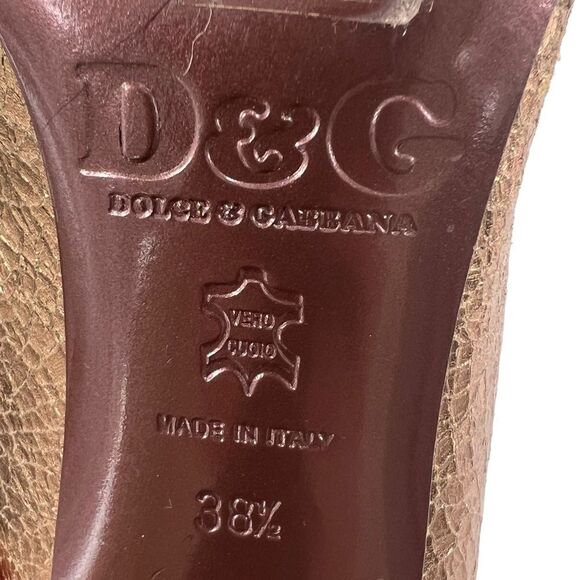 D&G
DOLCE & GABBANA
VERO
CUOIO
MADE IN ITALY
38½